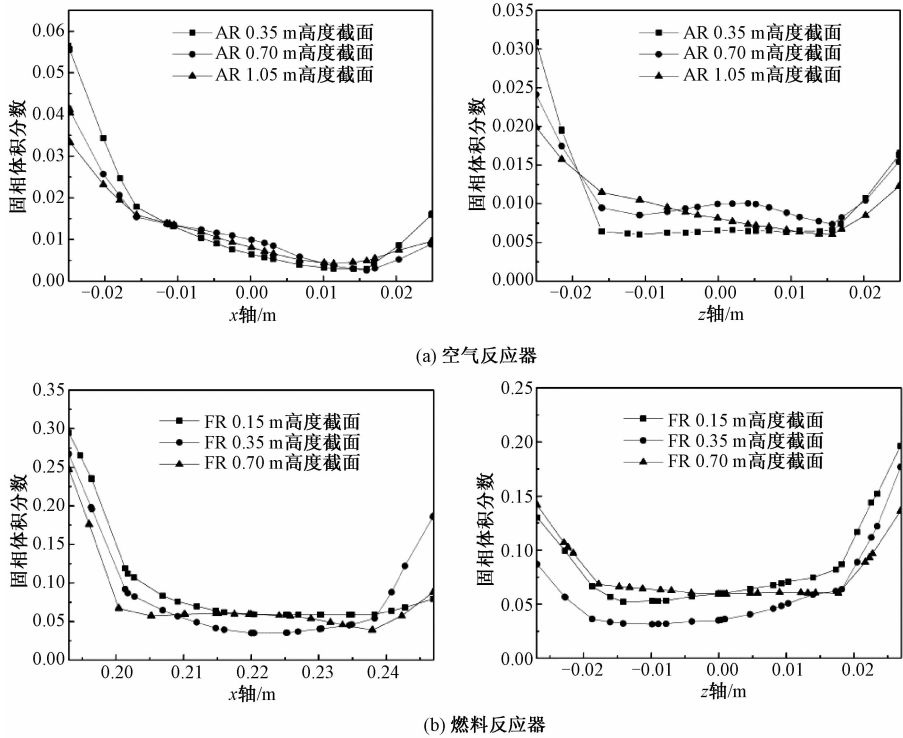 AR 0.35 m高度截面
AR 0.70 m高度截面
AR 1.05 m高度截面
固相体积分数
0.06
0.05
0.04
0.03
0.02
0.01
0.00
−0.02
−0.01
0.00
0.01
0.02
x轴/m
AR 0.35 m高度截面
AR 0.70 m高度截面
AR 1.05 m高度截面
固相体积分数
0.035
0.030
0.025
0.020
0.015
0.010
0.005
0.000
−0.02
−0.01
0.00
0.01
0.02
z轴/m
(a) 空气反应器
FR 0.15 m高度截面
FR 0.35 m高度截面
FR 0.70 m高度截面
固相体积分数
0.35
0.30
0.25
0.20
0.15
0.10
0.05
0.00
0.20
0.21
0.22
0.23
0.24
x轴/m
FR 0.15 m高度截面
FR 0.35 m高度截面
FR 0.70 m高度截面
固相体积分数
0.25
0.20
0.15
0.10
0.05
0.00
−0.02
−0.01
0.00
0.01
0.02
z轴/m
(b) 燃料反应器